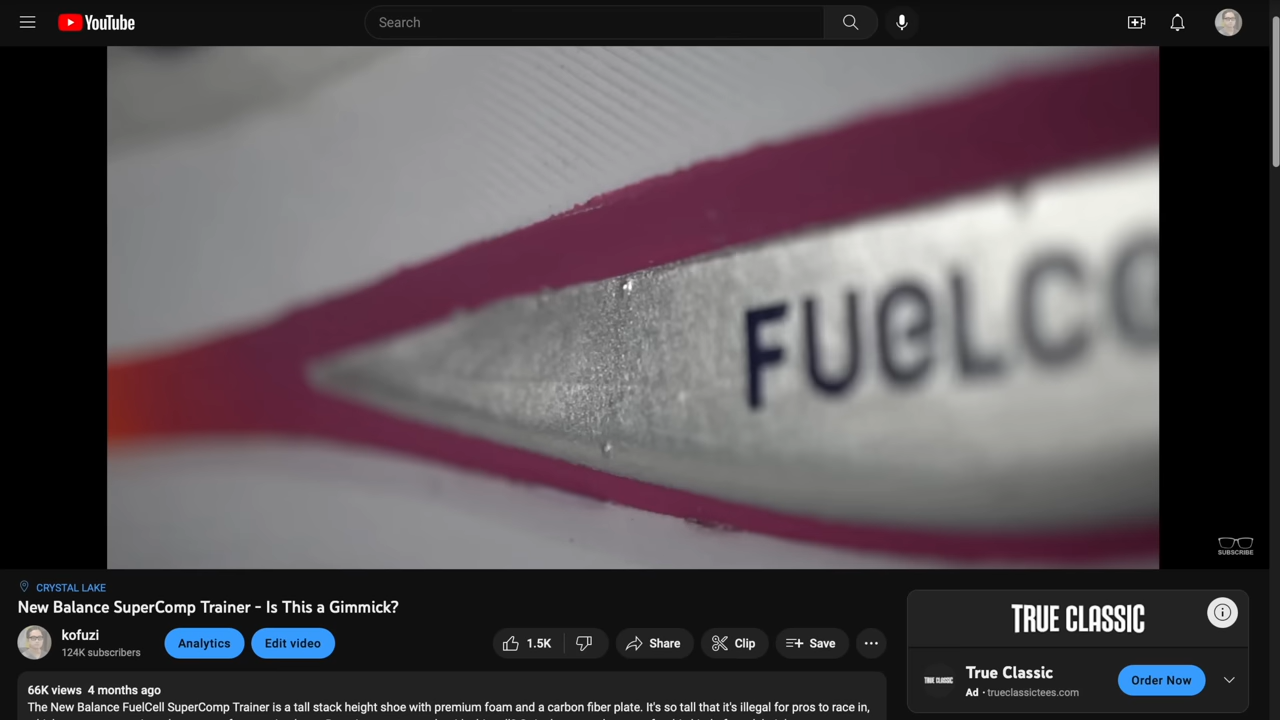 YouTube
Search
FUeLCO
SUBSCRIBE
CRYSTAL LAKE
New Balance SuperComp Trainer - Is This a Gimmick?
kofuzi
124K subscribers
Analytics
Edit video
1.5K
Share
Clip
Save
TRUE CLASSIC
TRUE CLASSIC
True Classic
Ad · trueclassictees.com
Order Now
66K views 4 months ago
The New Balance FuelCell SuperComp Trainer is a tall stack height shoe with premium foam and a carbon fiber plate. It's so tall that it's illegal for pros to race in,